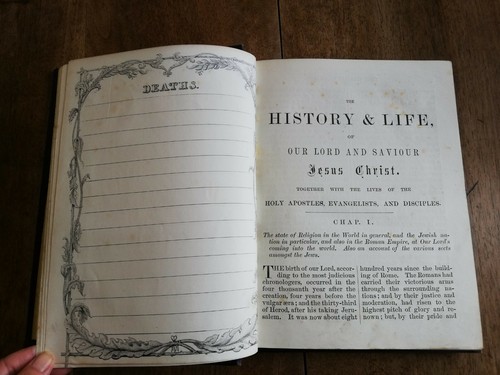 DEATHS.
THE
HISTORY & LIFE,
OF
OUR LORD AND SAVIOUR
Jesus Christ.
TOGETHER WITH THE LIVES OF THE
HOLY APOSTLES, EVANGELISTS, AND DISCIPLES.
CHAP. I.
The state of Religion in the World in general, and the Jewish na-
tion in particular, and also in the Roman Empire, at Our Lord's
coming into the world. Also an account of the various sects
amongst the Jews.
THE birth of our Lord, accor-
ding to the most judicious
chronologers, occurred in the
four thousandth year after the
creation, four years before the
vulgar æra; and the thirty-third
of Herod, after his taking Jeru-
salem. It was now about eight
hundred years since the build-
ing of Rome. The Romans had
carried their victorious arms
through the surrounding na-
tions; and by their justice and
moderation, had risen to the
highest pitch of glory and re-
nown; but, by their pride and